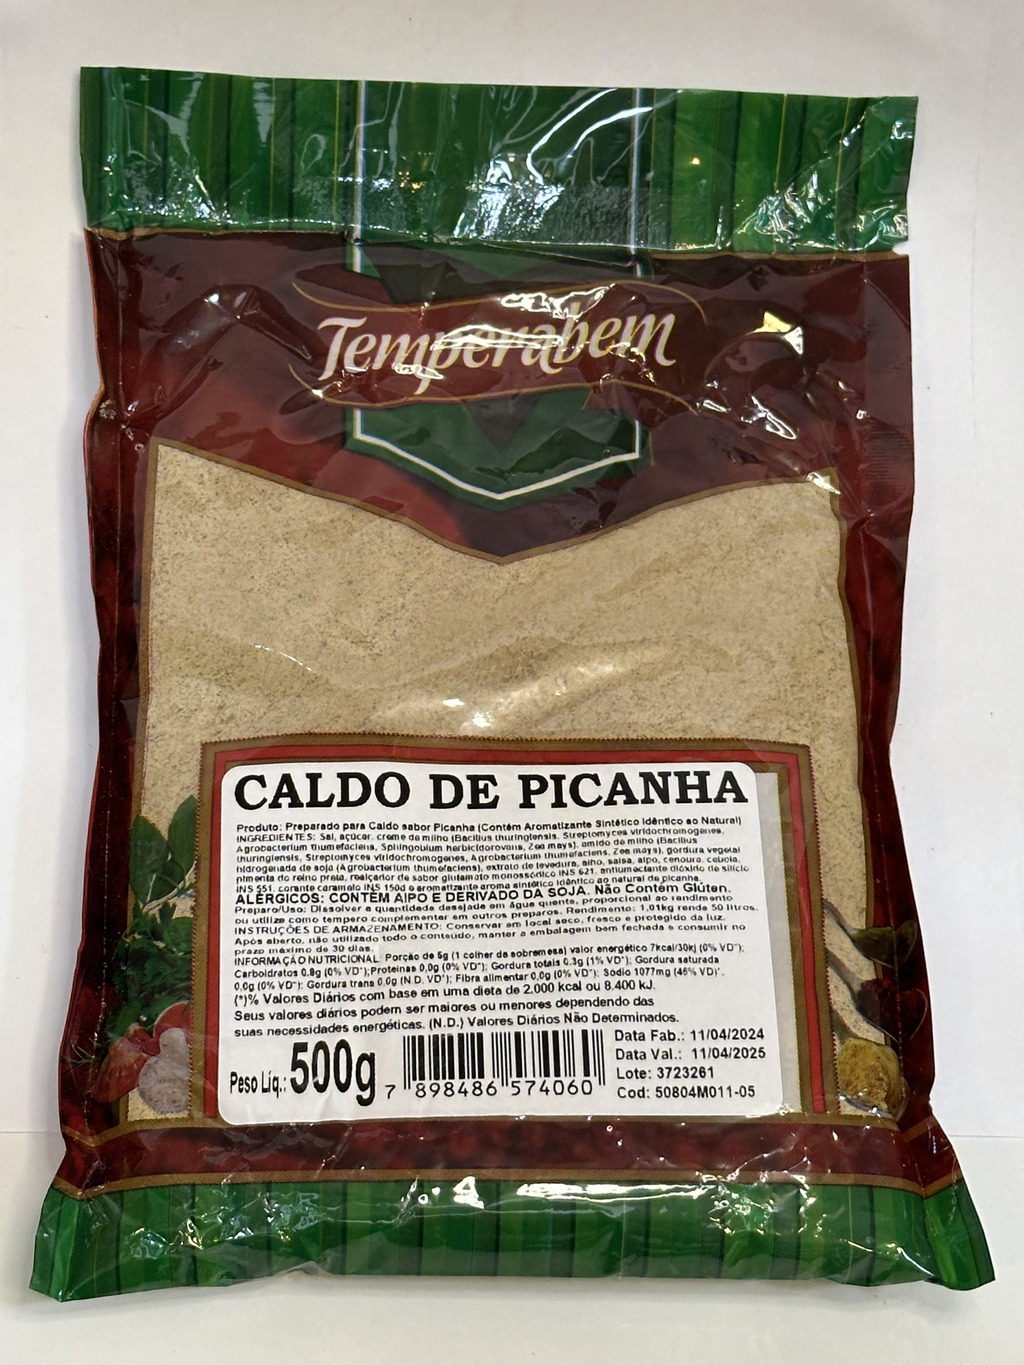 Temperabem
CALDO DE PICANHA
Produto: Preparado para Caldo sabor Picanha (Contém Aromatizante Sintético Idêntico ao Natural)
INGREDIENTES: Sal, açúcar, creme de milho (Bacillus thuringiensis, Streptomyces viridochromogenes,
Agrobacterium thumefaciens, Sphingobium herbicidorovans, Zea mays), amido de milho (Bacillus
thuringiensis, Streptomyces viridochromogenes, Agrobacterium thumefaciens, Zea mays), gordura vegetal
hidrogenada de soja (Agrobacterium thumefaciens), extrato de levedura, alho, salsa, aipo, cenoura, cebola,
pimenta do reino preta, realçador de sabor glutamato monossódico INS 621, antiumectante dióxido de silício
INS 551, corante caramelo INS 150d e aromatizante aroma sintético idêntico ao natural de picanha.
ALÉRGICOS: CONTÉM AIPO E DERIVADO DA SOJA. Não Contém Glúten.
Preparo/Uso: Dissolver a quantidade desejada em água quente, proporcional ao rendimento
ou utilize como tempero complementar em outros preparos. Rendimento: 1,01kg rende 50 litros.
INSTRUÇÕES DE ARMAZENAMENTO: Conservar em local seco, fresco e protegido da luz.
Após aberto, não utilizado todo o conteúdo, manter a embalagem bem fechada e consumir no
prazo máximo de 30 dias.
INFORMAÇÃO NUTRICIONAL: Porção de 5g (1 colher de sobremesa) valor energético 7kcal/30kj (0% VD*);
Carboidratos 0,8g (0% VD*); Proteínas 0,0g (0% VD*); Gordura totais 0,3g (1% VD*); Gordura saturada
0,0g (0% VD*); Gordura trans 0,0g (N.D. VD*); Fibra alimentar 0,0g (0% VD*); Sódio 1077mg (46% VD)*.
(*)% Valores Diários com base em uma dieta de 2.000 kcal ou 8.400 kJ.
Seus valores diários podem ser maiores ou menores dependendo das
suas necessidades energéticas. (N.D.) Valores Diários Não Determinados.
Peso Líq.: 500g
7 898486 574060
Data Fab.: 11/04/2024
Data Val.: 11/04/2025
Lote: 3723261
Cod: 50804M011-05